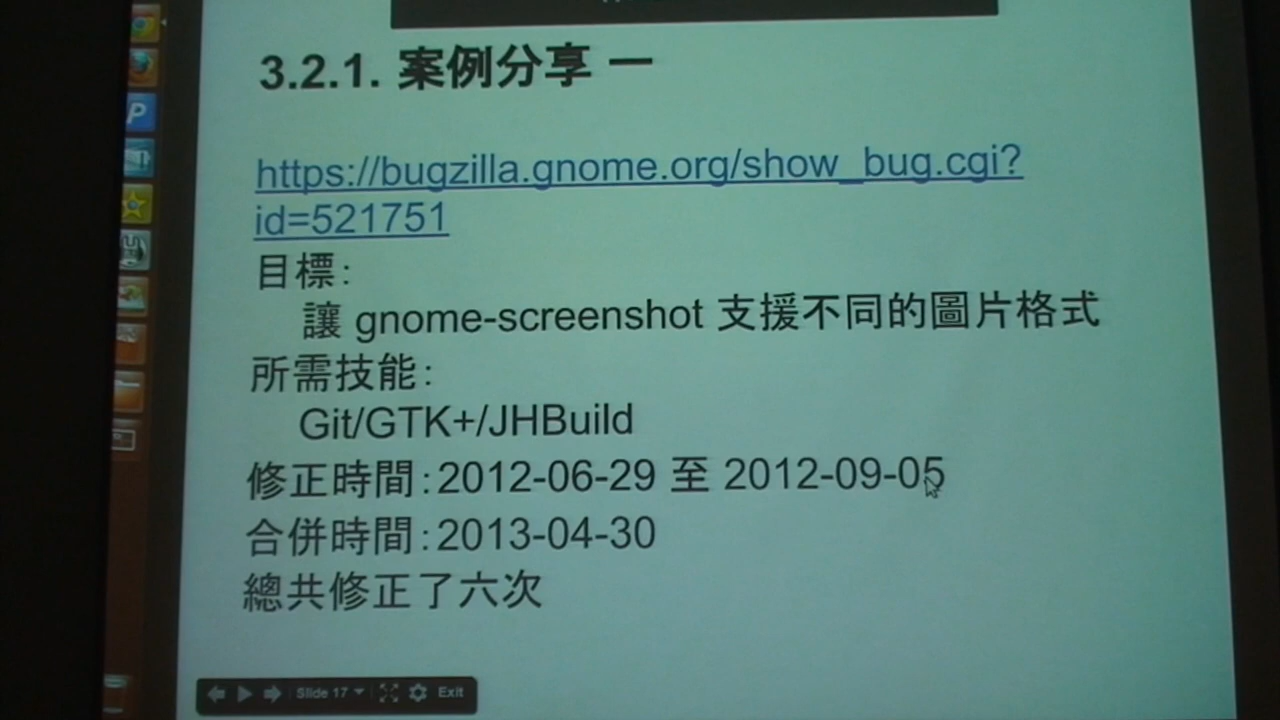 3.2.1. 案例分享 一
https://bugzilla.gnome.org/show_bug.cgi?
id=521751
目標:
讓 gnome-screenshot 支援不同的圖片格式
所需技能:
Git/GTK+/JHBuild
修正時間:2012-06-29 至 2012-09-05
合併時間:2013-04-30
總共修正了六次
Slide 17 Exit